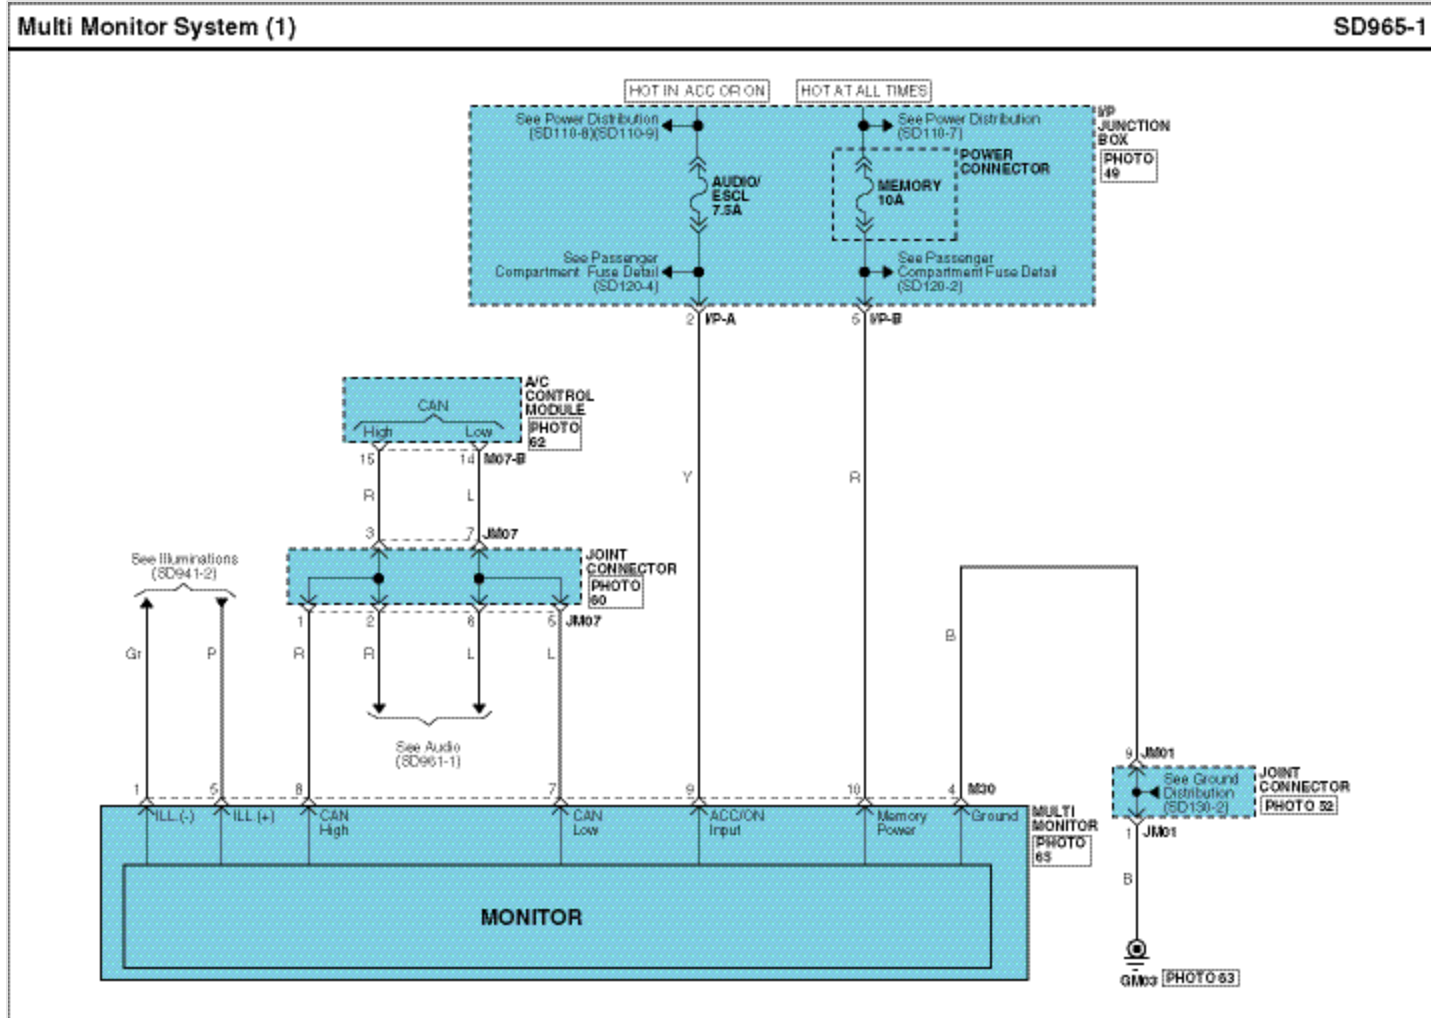 Multi Monitor System (1)
SD965-1
HOT IN ACC OR ON
HOT AT ALL TIMES
See Power Distribution
(SD110-8)(SD110-9)
See Power Distribution
(SD110-7)
I/P
JUNCTION
BOX
PHOTO
49
POWER
CONNECTOR
AUDIO/
ESCL
7.5A
MEMORY
10A
See Passenger
Compartment Fuse Detail
(SD120-4)
See Passenger
Compartment Fuse Detail
(SD120-2)
2 I/P-A
6 I/P-B
A/C
CONTROL
MODULE
PHOTO
62
CAN
High Low
15 14 M07-B
R L
Y R
3 7 JM07
JOINT
CONNECTOR
PHOTO
60
See Illuminations
(SD941-2)
1 2 6 5 JM07
Gr P R R L L
B
See Audio
(SD961-1)
9 JM01
See Ground
Distribution
(SD130-2)
JOINT
CONNECTOR
PHOTO 52
1 JM01
B
GM03 PHOTO 63
1 5 8 7 9 10 4 M30
ILL.(-)
ILL.(+)
CAN
High
CAN
Low
ACC/ON
Input
Memory
Power
Ground
MULTI
MONITOR
PHOTO
65
MONITOR